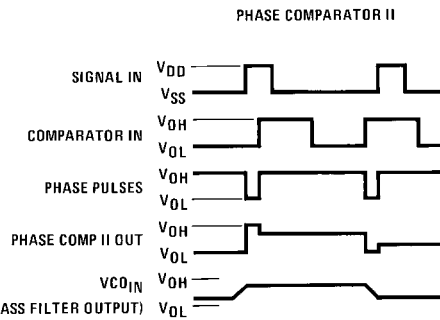 PHASE COMPARATOR II
SIGNAL IN VDD
VSS
COMPARATOR IN VOH
VOL
PHASE PULSES VOH
VOL
PHASE COMP II OUT VOH
VOL
VCOIN VOH
ASS FILTER OUTPUT) VOL